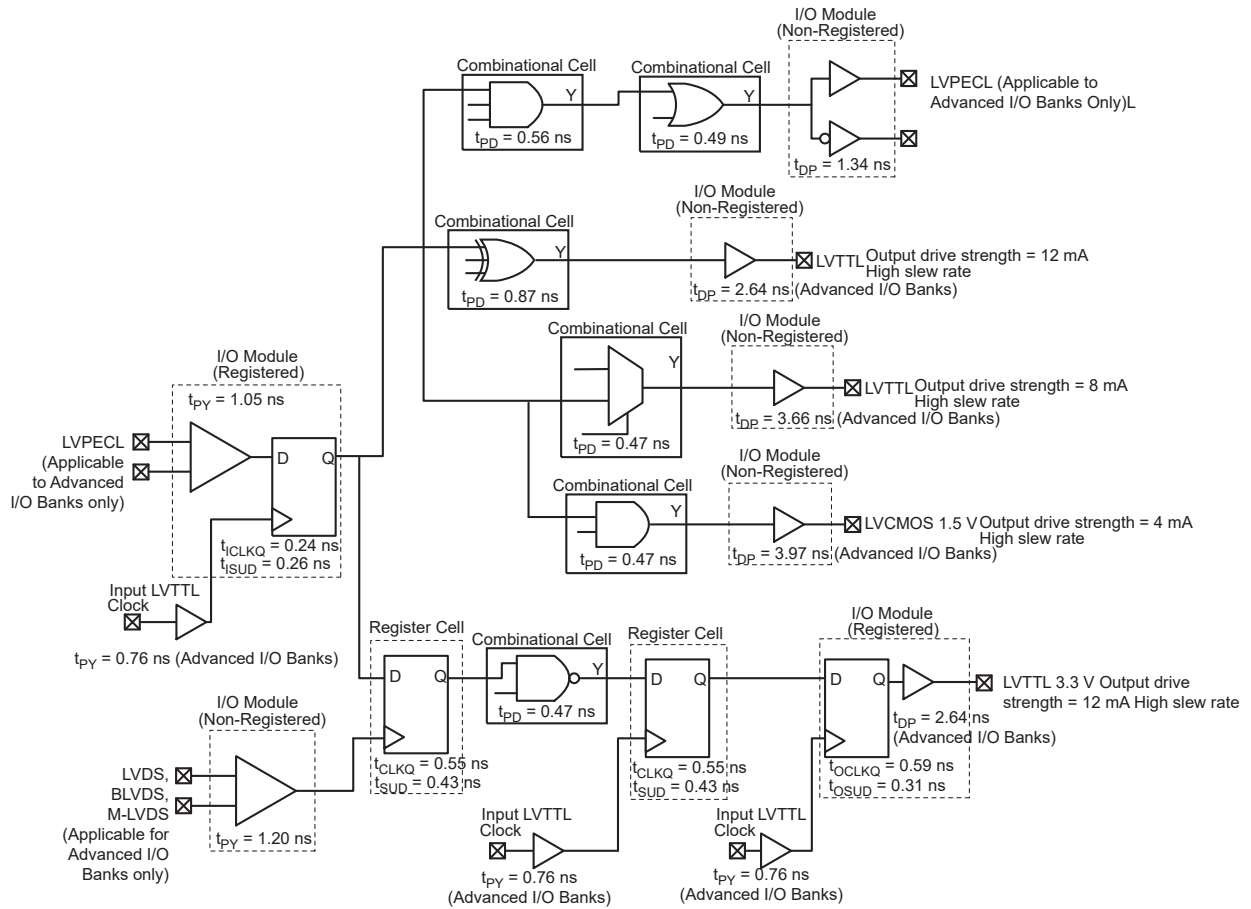 I/O Module
(Non-Registered)
Combinational Cell
Y
tPD = 0.56 ns
Combinational Cell
Y
tPD = 0.49 ns
tDP = 1.34 ns
LVPECL (Applicable to
Advanced I/O Banks Only)L
I/O Module
(Non-Registered)
Combinational Cell
Y
tPD = 0.87 ns
tDP = 2.64 ns (Advanced I/O Banks)
LVTTL Output drive strength = 12 mA
High slew rate
I/O Module
(Non-Registered)
Combinational Cell
Y
tPD = 0.47 ns
tDP = 3.66 ns (Advanced I/O Banks)
LVTTL Output drive strength = 8 mA
High slew rate
I/O Module
(Registered)
tPY = 1.05 ns
LVPECL
(Applicable
to Advanced
I/O Banks only)
D
Q
tICLKQ = 0.24 ns
tISUD = 0.26 ns
Input LVTTL
Clock
tPY = 0.76 ns (Advanced I/O Banks)
I/O Module
(Non-Registered)
Combinational Cell
Y
tPD = 0.47 ns
tDP = 3.97 ns (Advanced I/O Banks)
LVCMOS 1.5 V Output drive strength = 4 mA
High slew rate
I/O Module
(Non-Registered)
LVDS,
BLVDS,
M-LVDS
(Applicable for
Advanced I/O
Banks only)
tPY = 1.20 ns
Register Cell
D
Q
tCLKQ = 0.55 ns
tSUD = 0.43 ns
Combinational Cell
Y
tPD = 0.47 ns
Register Cell
D
Q
tCLKQ = 0.55 ns
tSUD = 0.43 ns
Input LVTTL
Clock
tPY = 0.76 ns
(Advanced I/O Banks)
I/O Module
(Registered)
D
Q
tDP = 2.64 ns
(Advanced I/O Banks)
tOCLKQ = 0.59 ns
tOSUD = 0.31 ns
LVTTL 3.3 V Output drive
strength = 12 mA High slew rate
Input LVTTL
Clock
tPY = 0.76 ns
(Advanced I/O Banks)